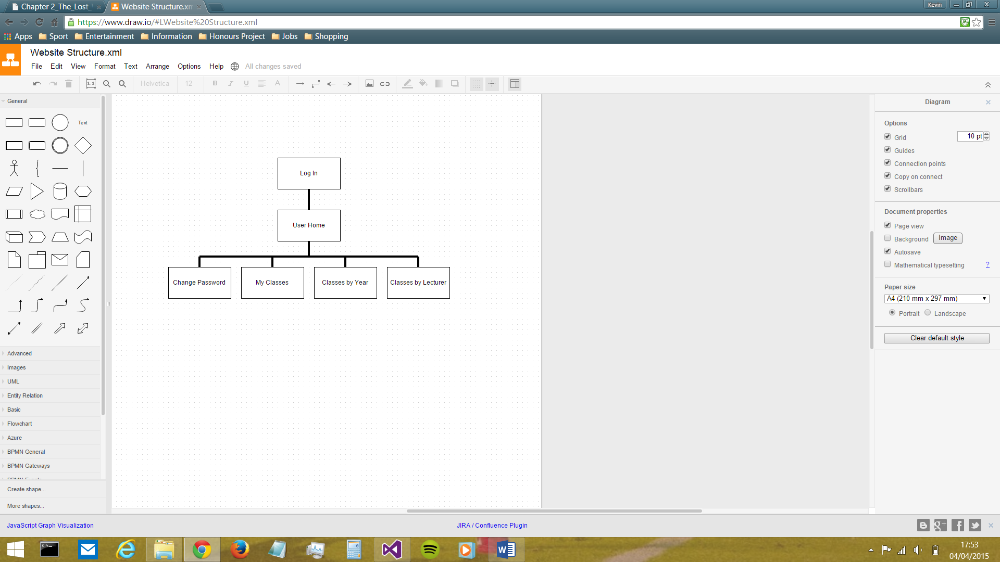 Chapter 2_The_Lost_
Website Structure.xm
Kevin
https://www.draw.io/#LWebsite%20Structure.xml
Apps Sport Entertainment Information Honours Project Jobs Shopping
Website Structure.xml
File Edit View Format Text Arrange Options Help All changes saved
1:1 Helvetica 12 B I U A
General
Text
Advanced
Images
UML
Entity Relation
Basic
Flowchart
Azure
BPMN General
BPMN Gateways
BPMN Events
Create shape...
More shapes...
Log In
User Home
Change Password
My Classes
Classes by Year
Classes by Lecturer
Diagram
Options
Grid 10 pt
Guides
Connection points
Copy on connect
Scrollbars
Document properties
Page view
Background Image
Autosave
Mathematical typesetting ?
Paper size
A4 (210 mm x 297 mm)
Portrait Landscape
Clear default style
JavaScript Graph Visualization
JIRA / Confluence Plugin
17:53
04/04/2015